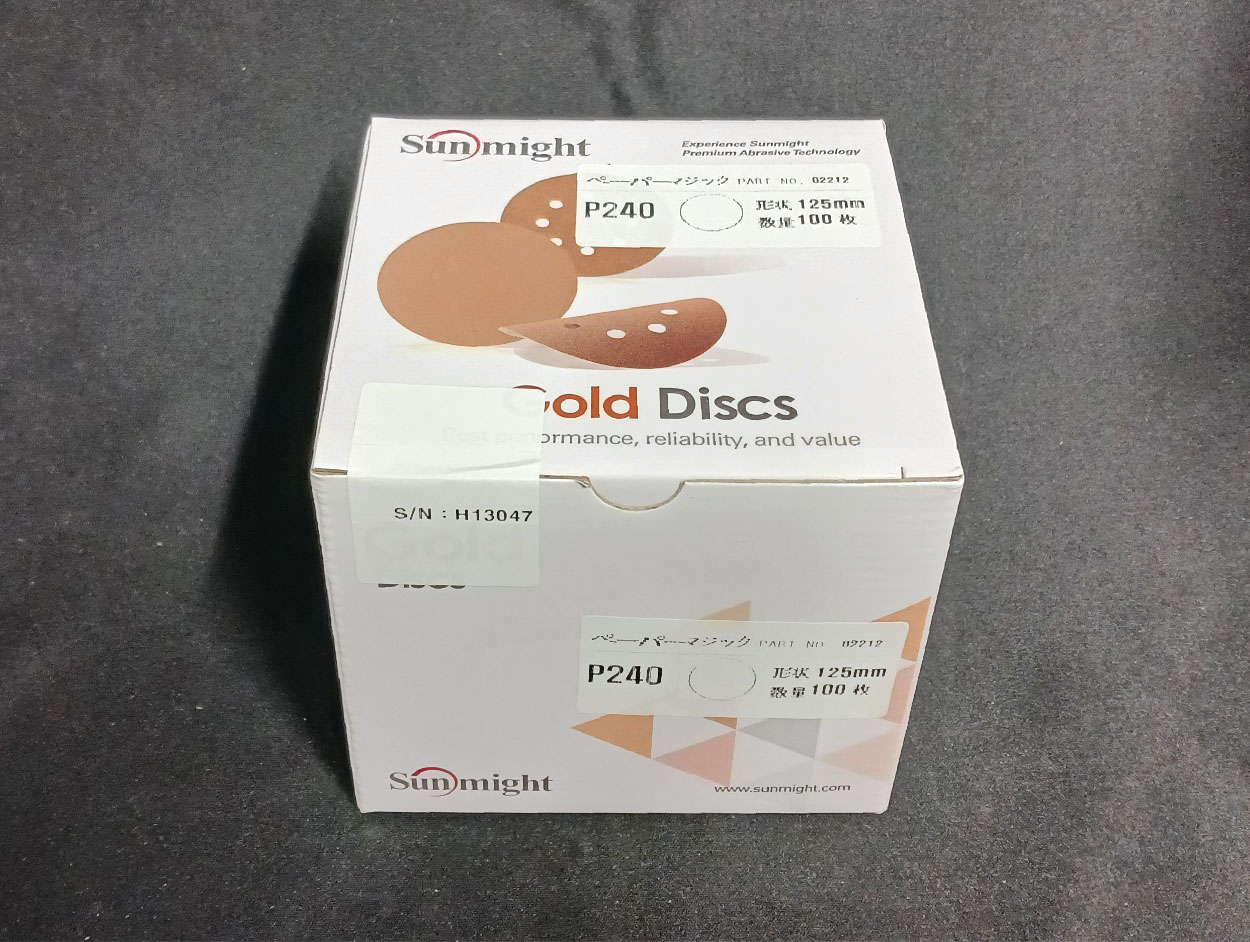 Sunmight
Experience Sunmight
Premium Abrasive Technology
ペーパーマジック PART NO. 02212
P240
形状 125mm
数量 100 枚
Gold Discs
Best performance, reliability, and value
S/N : H13047
Gold
Discs
ペーパーマジック PART NO. 02212
P240
形状 125mm
数量 100 枚
Sunmight
www.sunmight.com